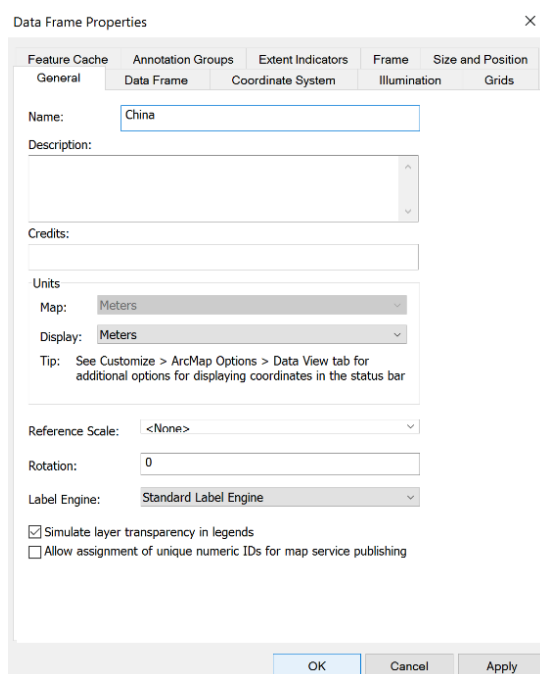 Data Frame Properties
Feature Cache Annotation Groups Extent Indicators Frame Size and Position
General Data Frame Coordinate System Illumination Grids
Name: China
Description:
Credits:
Units
Map: Meters
Display: Meters
Tip: See Customize > ArcMap Options > Data View tab for
additional options for displaying coordinates in the status bar
Reference Scale: <None>
Rotation: 0
Label Engine: Standard Label Engine
Simulate layer transparency in legends
Allow assignment of unique numeric IDs for map service publishing
OK Cancel Apply